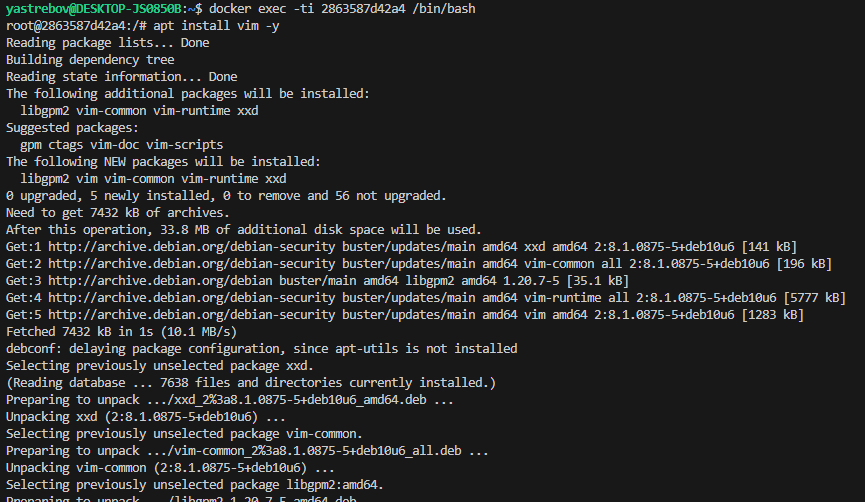 yastrebov@DESKTOP-JS0850B:~$ docker exec -ti 2863587d42a4 /bin/bash
root@2863587d42a4:/# apt install vim -y
Reading package lists... Done
Building dependency tree
Reading state information... Done
The following additional packages will be installed:
  libgpm2 vim-common vim-runtime xxd
Suggested packages:
  gpm ctags vim-doc vim-scripts
The following NEW packages will be installed:
  libgpm2 vim vim-common vim-runtime xxd
0 upgraded, 5 newly installed, 0 to remove and 56 not upgraded.
Need to get 7432 kB of archives.
After this operation, 33.8 MB of additional disk space will be used.
Get:1 http://archive.debian.org/debian-security buster/updates/main amd64 xxd amd64 2:8.1.0875-5+deb10u6 [141 kB]
Get:2 http://archive.debian.org/debian-security buster/updates/main amd64 vim-common all 2:8.1.0875-5+deb10u6 [196 kB]
Get:3 http://archive.debian.org/debian buster/main amd64 libgpm2 amd64 1.20.7-5 [35.1 kB]
Get:4 http://archive.debian.org/debian-security buster/updates/main amd64 vim-runtime all 2:8.1.0875-5+deb10u6 [5777 kB]
Get:5 http://archive.debian.org/debian-security buster/updates/main amd64 vim amd64 2:8.1.0875-5+deb10u6 [1283 kB]
Fetched 7432 kB in 1s (10.1 MB/s)
debconf: delaying package configuration, since apt-utils is not installed
Selecting previously unselected package xxd.
(Reading database ... 7638 files and directories currently installed.)
Preparing to unpack .../xxd_2%3a8.1.0875-5+deb10u6_amd64.deb ...
Unpacking xxd (2:8.1.0875-5+deb10u6) ...
Selecting previously unselected package vim-common.
Preparing to unpack .../vim-common_2%3a8.1.0875-5+deb10u6_all.deb ...
Unpacking vim-common (2:8.1.0875-5+deb10u6) ...
Selecting previously unselected package libgpm2:amd64.
Preparing to unpack .../libgpm2_1.20.7-5_amd64.deb ...